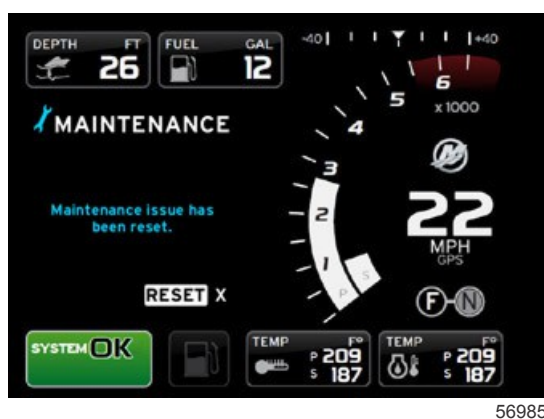 DEPTH FT
26
FUEL GAL
12
-40 +40
6
5
x 1000
4
3
2
1
P S
MAINTENANCE
Maintenance issue has
been reset.
22
MPH
GPS
RESET X
F N
SYSTEM OK
TEMP F°
P 209
S 187
TEMP F°
P 209
S 187
56985